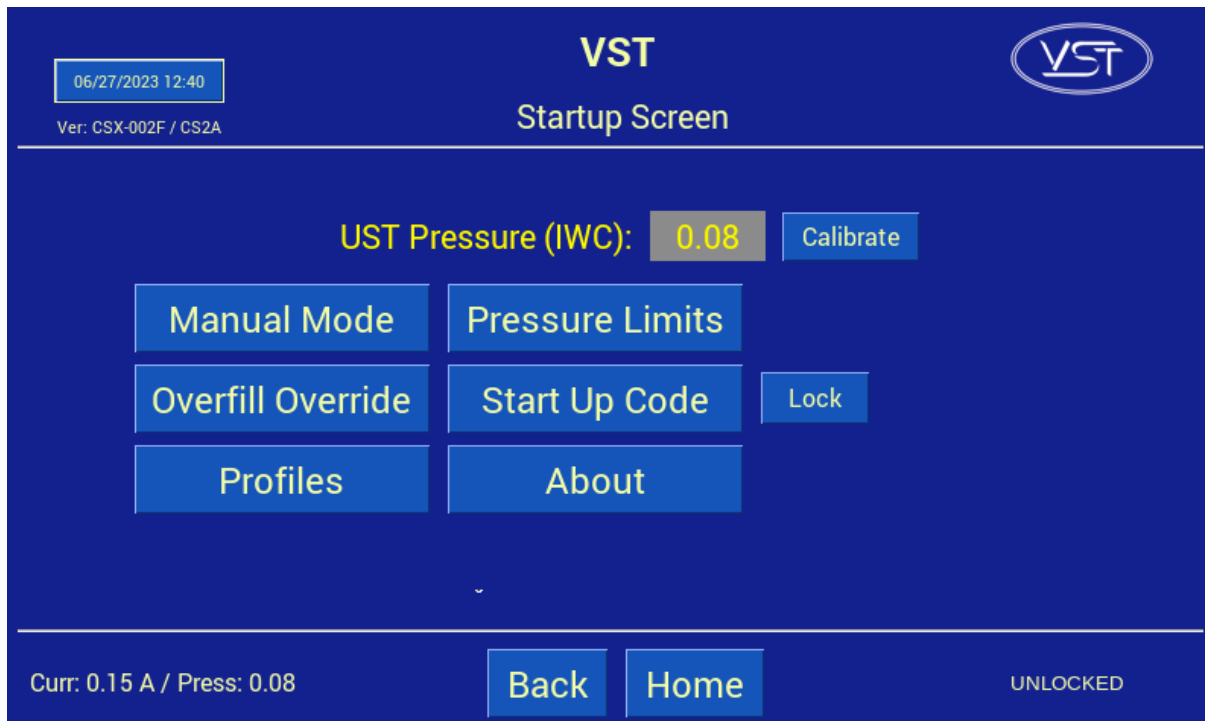 VST
VST
06/27/2023 12:40
Ver: CSX-002F / CS2A
Startup Screen
UST Pressure (IWC): 0.08 Calibrate
Manual Mode Pressure Limits
Overfill Override Start Up Code Lock
Profiles About
Curr: 0.15 A / Press: 0.08 Back Home UNLOCKED